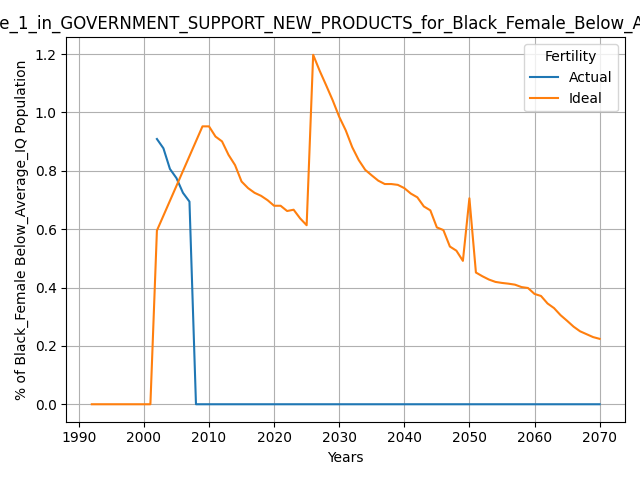 e_1_in_GOVERNMENT_SUPPORT_NEW_PRODUCTS_for_Black_Female_Below_A
Fertility
Actual
Ideal
% of Black_Female Below_Average_IQ Population
1.2
1.0
0.8
0.6
0.4
0.2
0.0
1990 2000 2010 2020 2030 2040 2050 2060 2070
Years